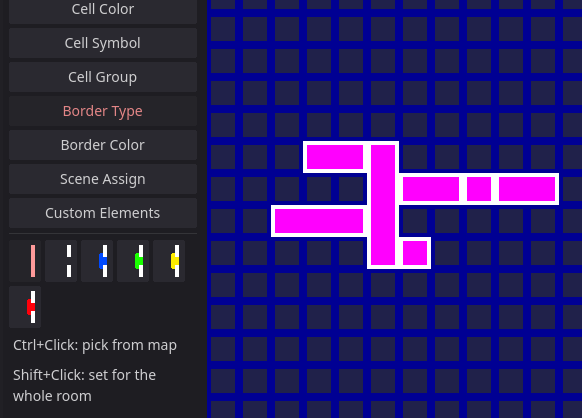 Cell Color
Cell Symbol
Cell Group
Border Type
Border Color
Scene Assign
Custom Elements
Ctrl+Click: pick from map
Shift+Click: set for the
whole room